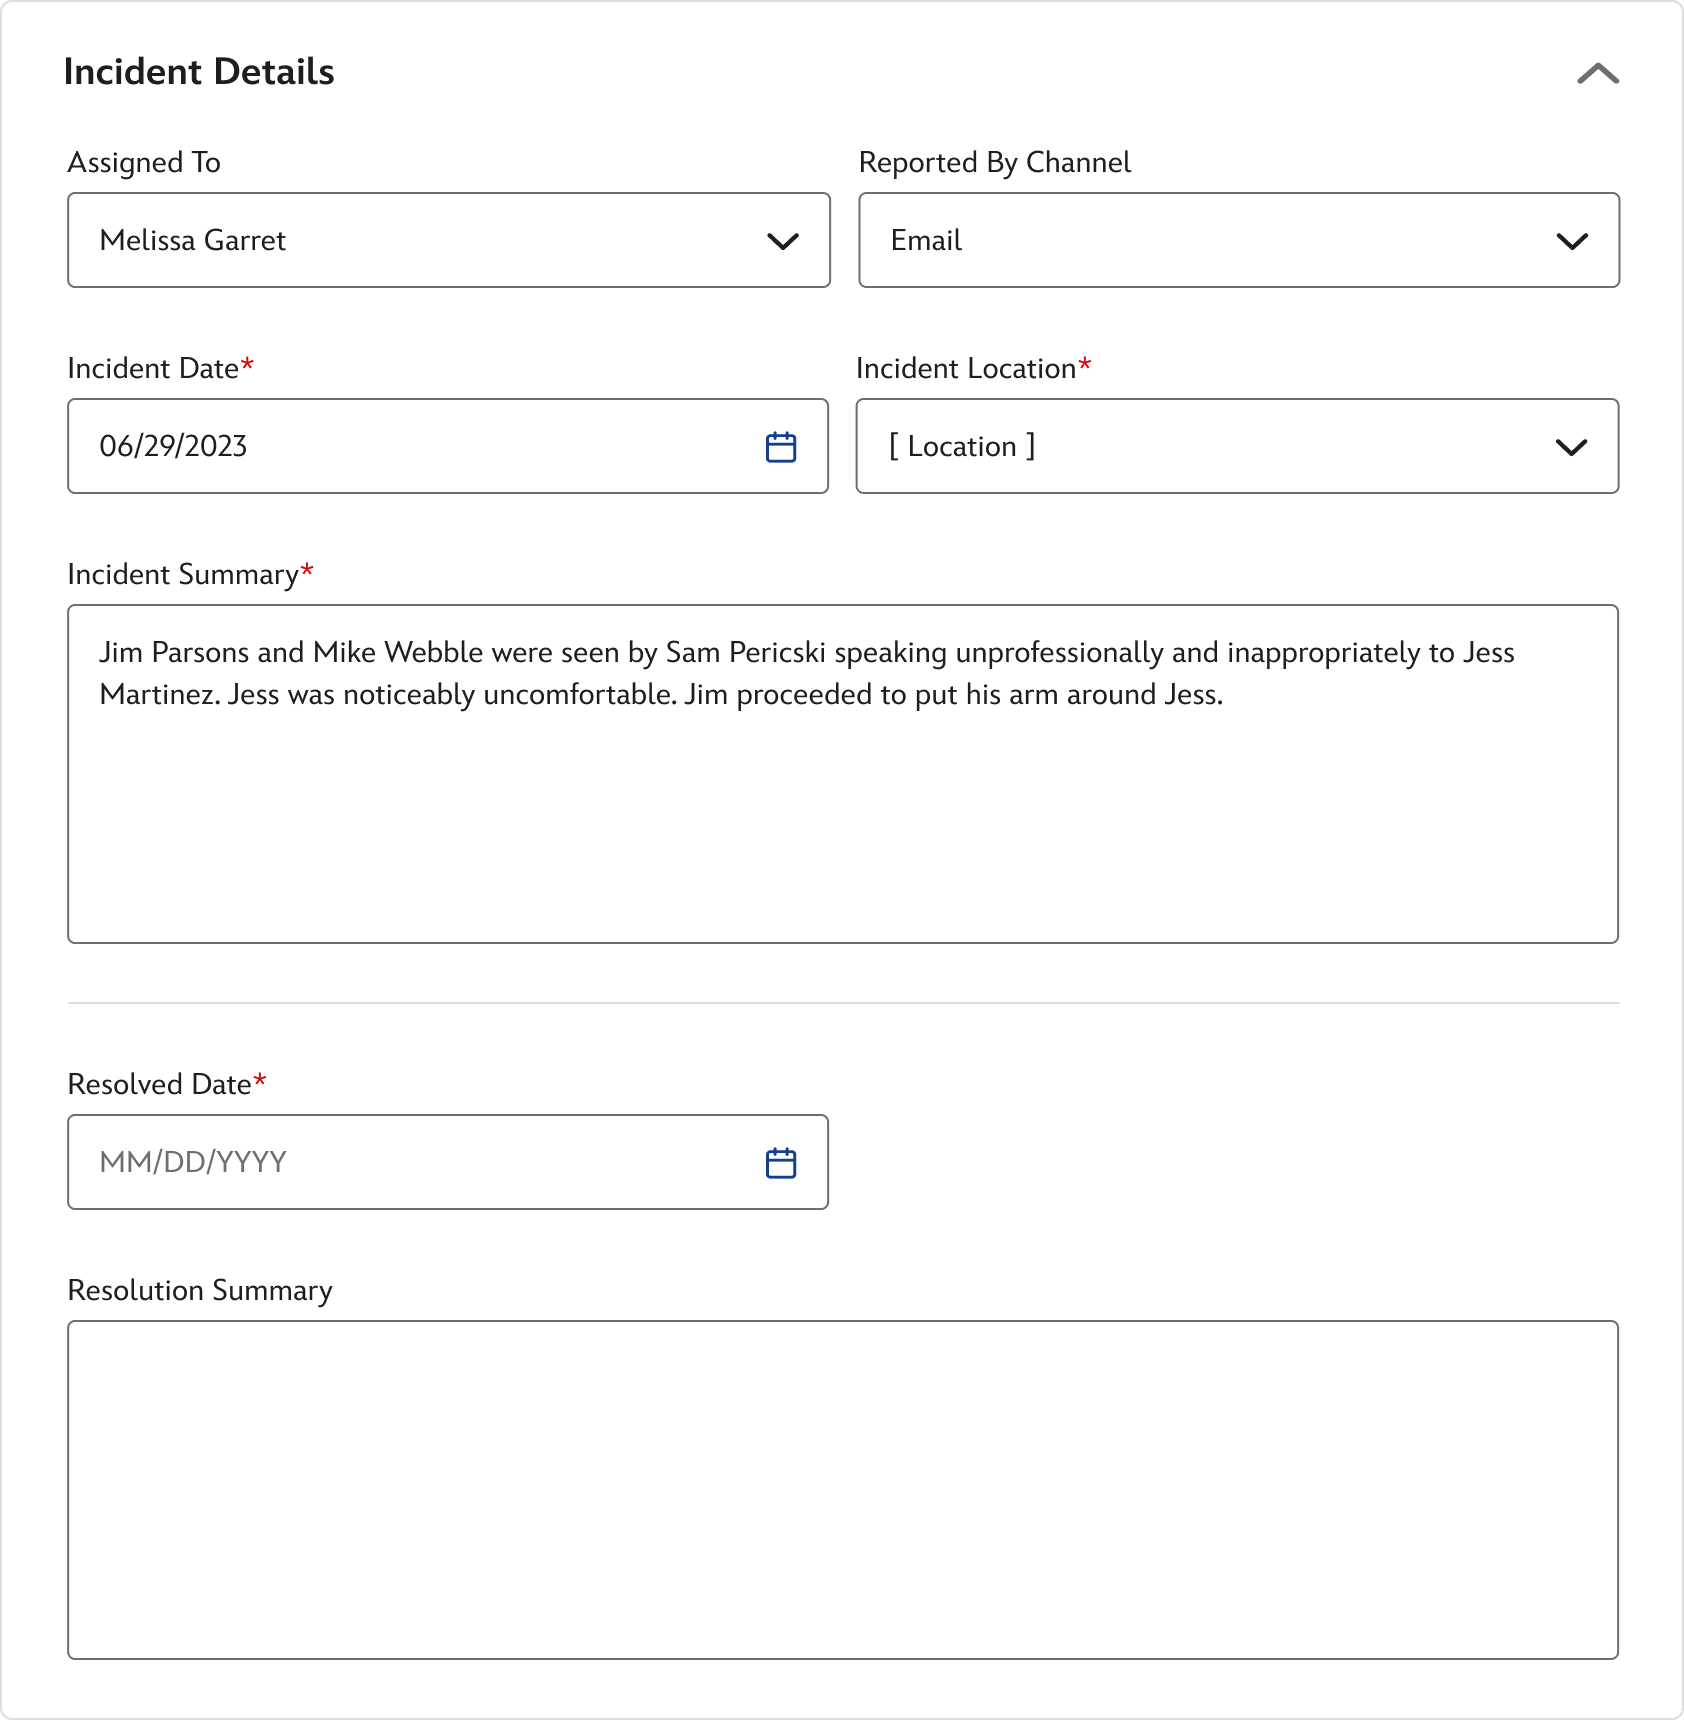 Incident Details
Assigned To
Melissa Garret
Reported By Channel
Email
Incident Date*
06/29/2023
Incident Location*
[ Location ]
Incident Summary*
Jim Parsons and Mike Webble were seen by Sam Pericski speaking unprofessionally and inappropriately to Jess
Martinez. Jess was noticeably uncomfortable. Jim proceeded to put his arm around Jess.
Resolved Date*
MM/DD/YYYY
Resolution Summary